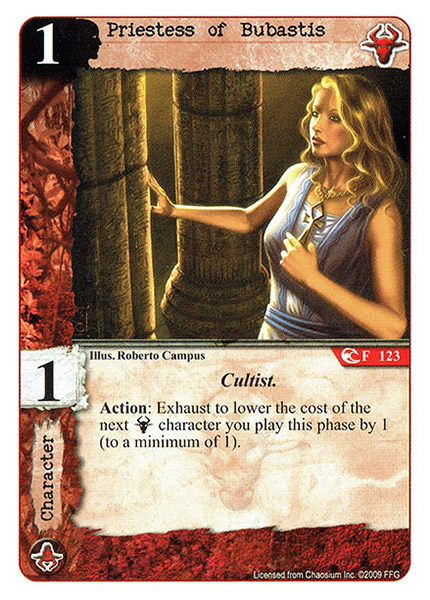 1
Priestess of Bubastis
Illus. Roberto Campus
F 123
1
Cultist.
Action: Exhaust to lower the cost of the
next character you play this phase by 1
(to a minimum of 1).
Character
Licensed from Chaosium Inc. ©2009 FFG